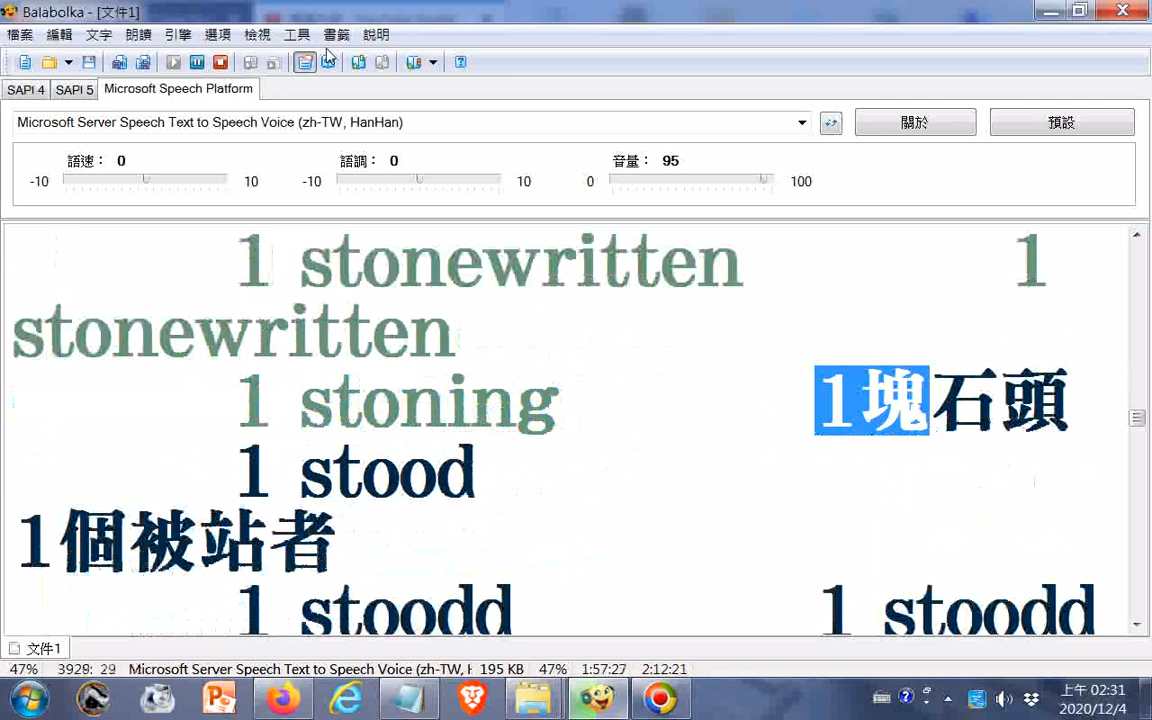 Balabolka - [文件1]
檔案 編輯 文字 朗讀 引擎 選項 檢視 工具 書籤 說明
SAPI 4 SAPI 5 Microsoft Speech Platform
Microsoft Server Speech Text to Speech Voice (zh-TW, HanHan) 關於 預設
語速： 0 語調： 0 音量： 95
-10 10 -10 10 0 100
1 stonewritten 1
stonewritten
1 stoning 1塊石頭
1 stood
1個被站者
1 stoodd 1 stoodd
文件1
47% 3928: 29 Microsoft Server Speech Text to Speech Voice (zh-TW, H 195 KB 47% 1:57:27 2:12:21
上午 02:31
2020/12/4